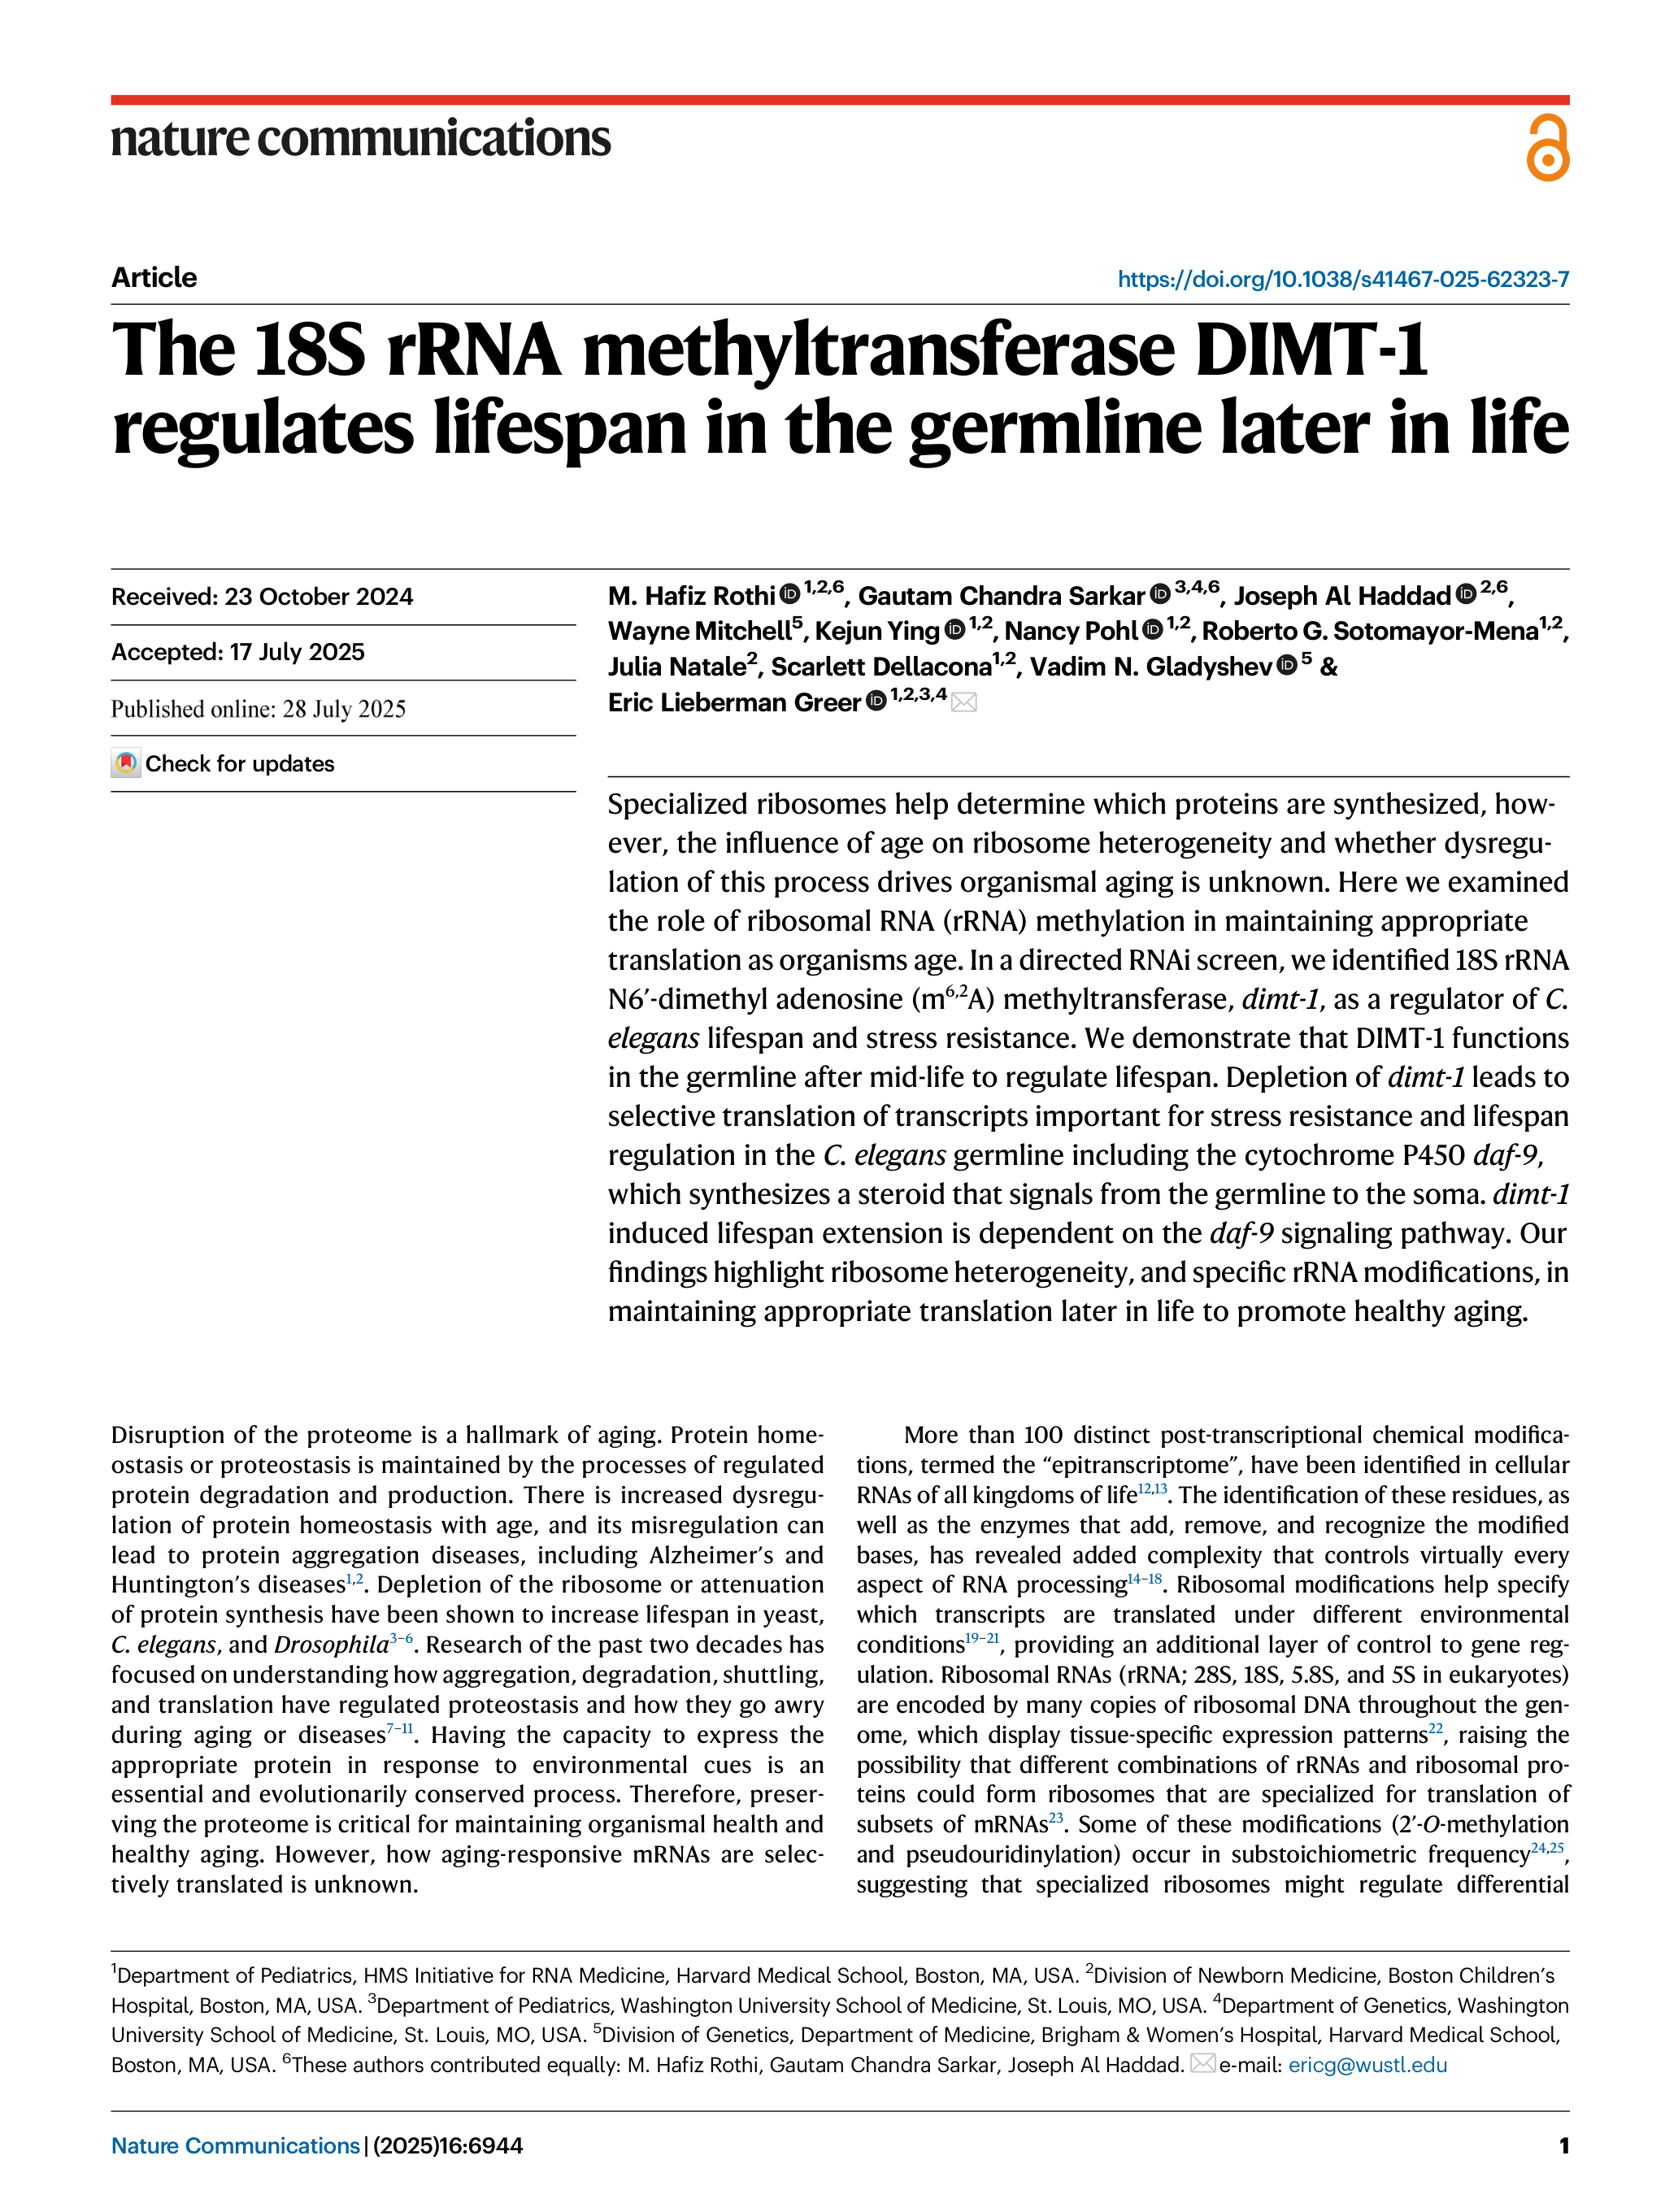 nature communications
Article
https://doi.org/10.1038/s41467-025-62323-7
The 18S rRNA methyltransferase DIMT-1
regulates lifespan in the germline later in life
Received: 23 October 2024
Accepted: 17 July 2025
Published online: 28 July 2025
Check for updates
M. Hafiz Rothi 1,2,6, Gautam Chandra Sarkar 3,4,6, Joseph Al Haddad 2,6,
Wayne Mitchell5, Kejun Ying 1,2, Nancy Pohl 1,2, Roberto G. Sotomayor-Mena1,2,
Julia Natale2, Scarlett Dellacona1,2, Vadim N. Gladyshev 5 &
Eric Lieberman Greer 1,2,3,4
Specialized ribosomes help determine which proteins are synthesized, how-
ever, the influence of age on ribosome heterogeneity and whether dysregu-
lation of this process drives organismal aging is unknown. Here we examined
the role of ribosomal RNA (rRNA) methylation in maintaining appropriate
translation as organisms age. In a directed RNAi screen, we identified 18S rRNA
N6’-dimethyl adenosine (m6,2A) methyltransferase, dimt-1, as a regulator of C.
elegans lifespan and stress resistance. We demonstrate that DIMT-1 functions
in the germline after mid-life to regulate lifespan. Depletion of dimt-1 leads to
selective translation of transcripts important for stress resistance and lifespan
regulation in the C. elegans germline including the cytochrome P450 daf-9,
which synthesizes a steroid that signals from the germline to the soma. dimt-1
induced lifespan extension is dependent on the daf-9 signaling pathway. Our
findings highlight ribosome heterogeneity, and specific rRNA modifications, in
maintaining appropriate translation later in life to promote healthy aging.
Disruption of the proteome is a hallmark of aging. Protein home-
ostasis or proteostasis is maintained by the processes of regulated
protein degradation and production. There is increased dysregu-
lation of protein homeostasis with age, and its misregulation can
lead to protein aggregation diseases, including Alzheimer’s and
Huntington’s diseases1,2. Depletion of the ribosome or attenuation
of protein synthesis have been shown to increase lifespan in yeast,
C. elegans, and Drosophila3–6. Research of the past two decades has
focused on understanding how aggregation, degradation, shuttling,
and translation have regulated proteostasis and how they go awry
during aging or diseases7–11. Having the capacity to express the
appropriate protein in response to environmental cues is an
essential and evolutionarily conserved process. Therefore, preser-
ving the proteome is critical for maintaining organismal health and
healthy aging. However, how aging-responsive mRNAs are selec-
tively translated is unknown.
More than 100 distinct post-transcriptional chemical modifica-
tions, termed the “epitranscriptome”, have been identified in cellular
RNAs of all kingdoms of life12,13. The identification of these residues, as
well as the enzymes that add, remove, and recognize the modified
bases, has revealed added complexity that controls virtually every
aspect of RNA processing14–18. Ribosomal modifications help specify
which transcripts are translated under different environmental
conditions19–21, providing an additional layer of control to gene reg-
ulation. Ribosomal RNAs (rRNA; 28S, 18S, 5.8S, and 5S in eukaryotes)
are encoded by many copies of ribosomal DNA throughout the gen-
ome, which display tissue-specific expression patterns22, raising the
possibility that different combinations of rRNAs and ribosomal pro-
teins could form ribosomes that are specialized for translation of
subsets of mRNAs23. Some of these modifications (2’-O-methylation
and pseudouridinylation) occur in substoichiometric frequency24,25,
suggesting that specialized ribosomes might regulate differential
1Department of Pediatrics, HMS Initiative for RNA Medicine, Harvard Medical School, Boston, MA, USA. 2Division of Newborn Medicine, Boston Children’s
Hospital, Boston, MA, USA. 3Department of Pediatrics, Washington University School of Medicine, St. Louis, MO, USA. 4Department of Genetics, Washington
University School of Medicine, St. Louis, MO, USA. 5Division of Genetics, Department of Medicine, Brigham & Women’s Hospital, Harvard Medical School,
Boston, MA, USA. 6These authors contributed equally: M. Hafiz Rothi, Gautam Chandra Sarkar, Joseph Al Haddad. e-mail: ericg@wustl.edu
Nature Communications | (2025)16:6944
1